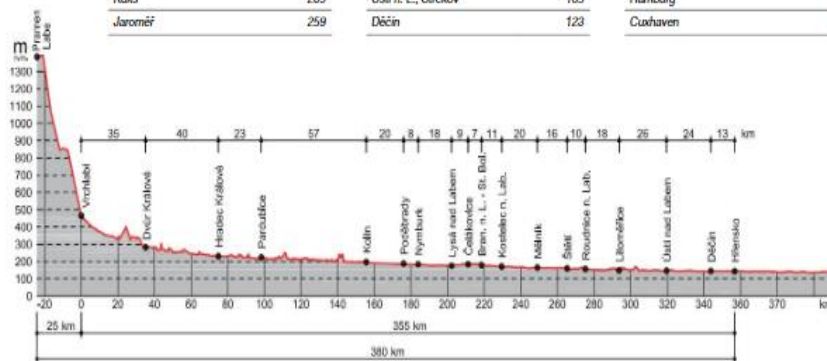 Jaroměř 259
Děčín 123
Hamburg
Cuxhaven
Pramen Labe
m
1300
1200
1100
1000
900
800
700
600
500
400
300
200
100
0
35 40 23 57 20 8 18 9 7 11 20 16 10 18 26 24 13 km
Vrchlabí
Dvůr Králové
Hradec Králové
Pardubice
Kolín
Poděbrady
Nymburk
Lysá nad Labem
Čelákovice
Bran. n. L. - St. Bol.
Kostelec n. Lab.
Mělník
Štětí
Roudnice n. Lab.
Litoměřice
Ústí nad Labem
Děčín
Hřensko
-20 0 20 40 60 80 100 120 140 160 180 200 220 240 260 280 300 320 340 360 370 390
25 km 355 km
380 km